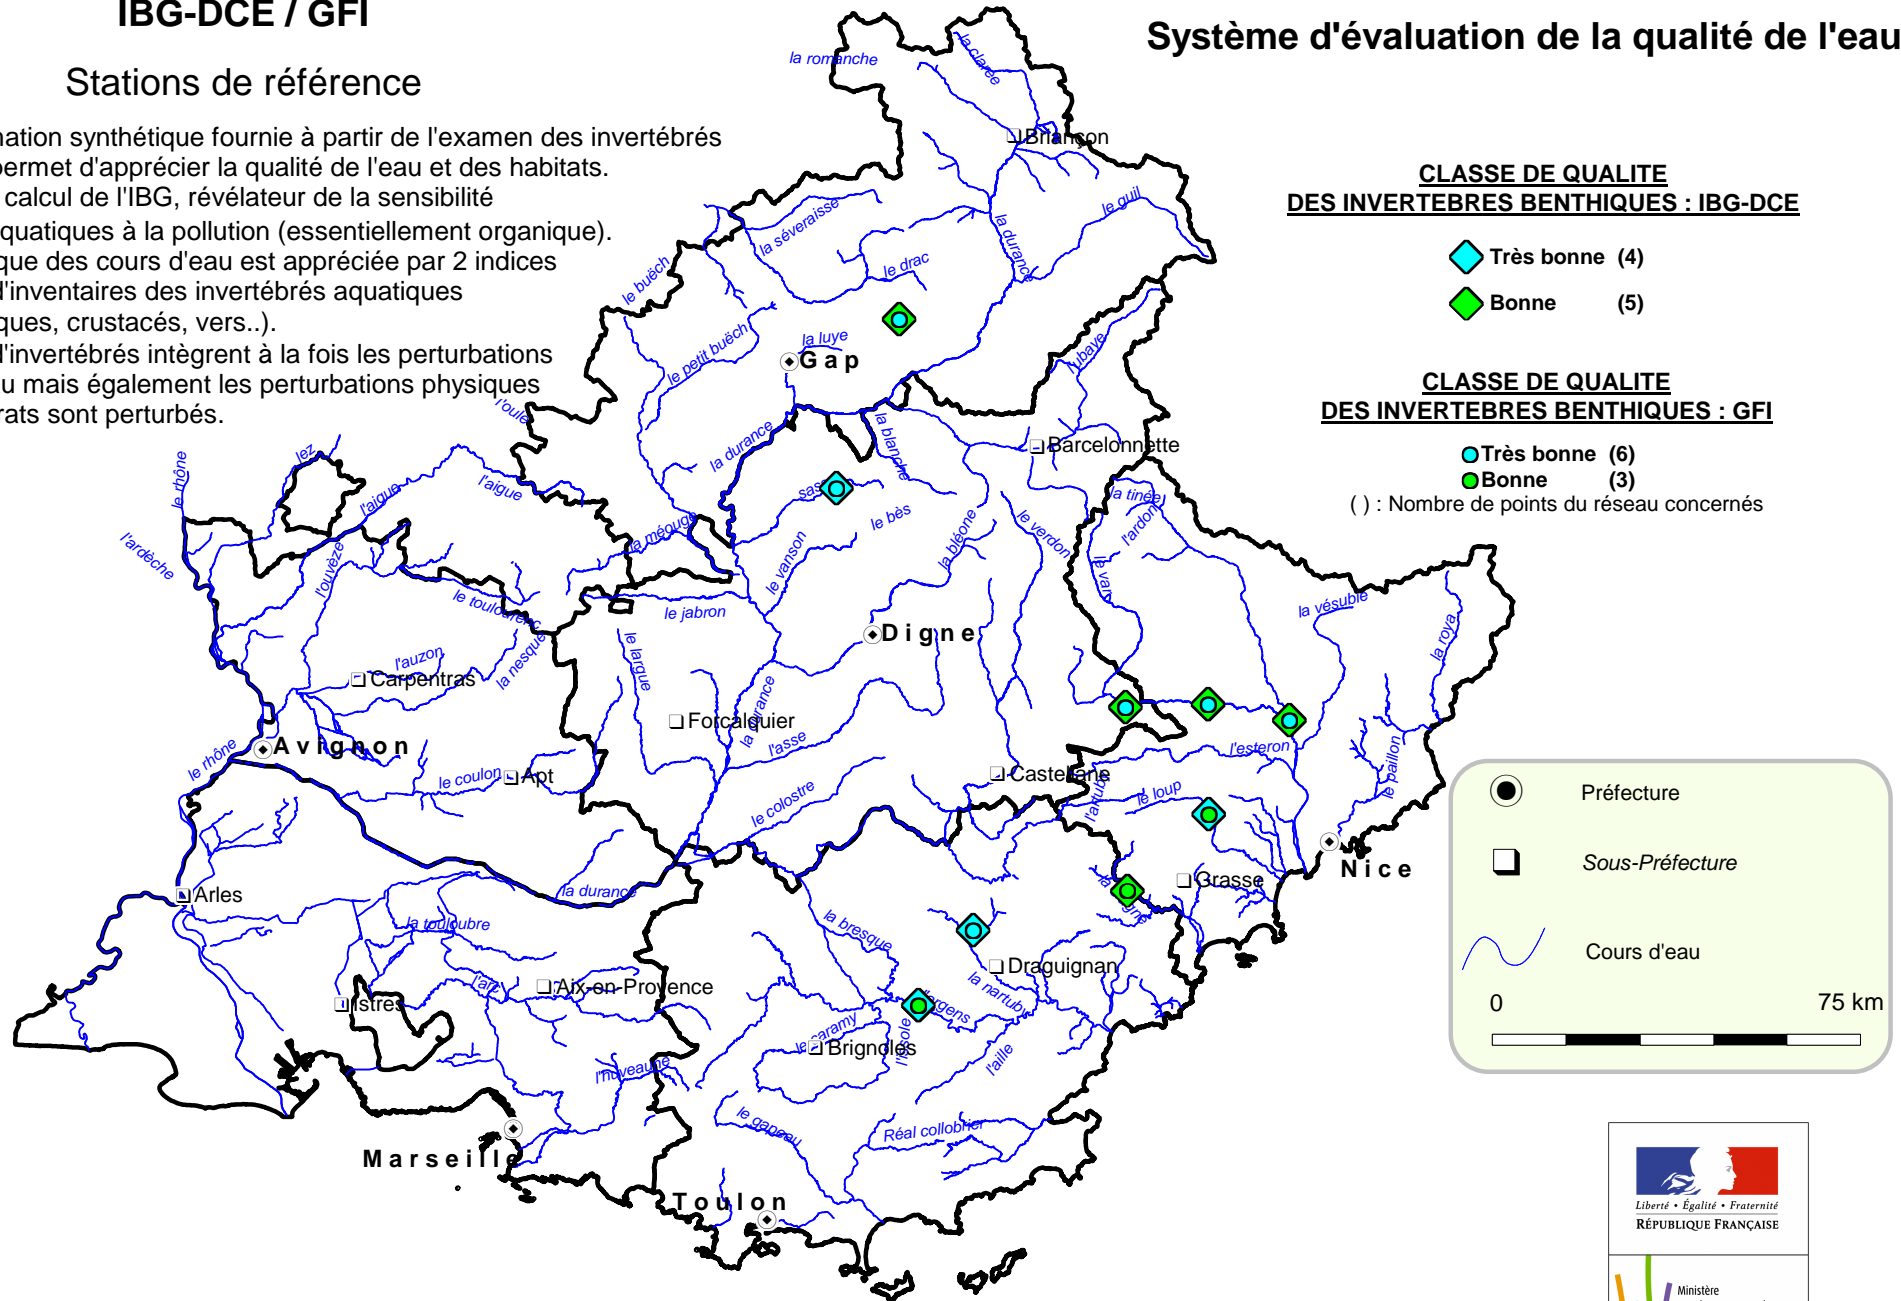 IBG-DCE / GFI
Système d'évaluation de la qualité de l'eau
Stations de référence
nation synthétique fournie à partir de l'examen des invertébrés
permet d'apprécier la qualité de l'eau et des habitats.
calcul de l'IBG, révélateur de la sensibilité
quatiques à la pollution (essentiellement organique).
que des cours d'eau est appréciée par 2 indices
d'inventaires des invertébrés aquatiques
ques, crustacés, vers..).
d'invertébrés intègrent à la fois les perturbations
u mais également les perturbations physiques
rats sont perturbés.
CLASSE DE QUALITE
DES INVERTEBRES BENTHIQUES : IBG-DCE
Très bonne (4)
Bonne (5)
CLASSE DE QUALITE
DES INVERTEBRES BENTHIQUES : GFI
Très bonne (6)
Bonne (3)
( ) : Nombre de points du réseau concernés
la romanche
la clarée
Briançon
le guil
la séveraisse
la durance
le drac
le buëch
le petit buëch
la luye
Gap
l'ubaye
l'oule
la durance
la blanche
Barcelonnette
le rhône
lez
l'aigue
l'aigue
la tinée
l'ardon
le bès
la méouge
la bléone
le verdon
l'ardèche
l'ouvèze
le vanson
le var
le toulourenc
le jabron
la vésubie
la roya
Digne
le largue
l'auzon
la nesque
Carpentras
la durance
Forcalquier
Avignon
l'asse
l'esteron
le rhône
le coulon
Apt
Castellane
l'artuby
le loup
le paillon
le colostre
Nice
Grasse
Arles
la durance
la touloubre
la bresque
Draguignan
l'arc
Aix-en-Provence
la nartuby
Istres
l'argens
le caramy
l'issole
Brignoles
l'aille
l'huveaune
le gapeau
Réal collobrier
Marseille
Toulon
Préfecture
Sous-Préfecture
Cours d'eau
0 75 km
Liberté • Égalité • Fraternité
RÉPUBLIQUE FRANÇAISE
Ministère